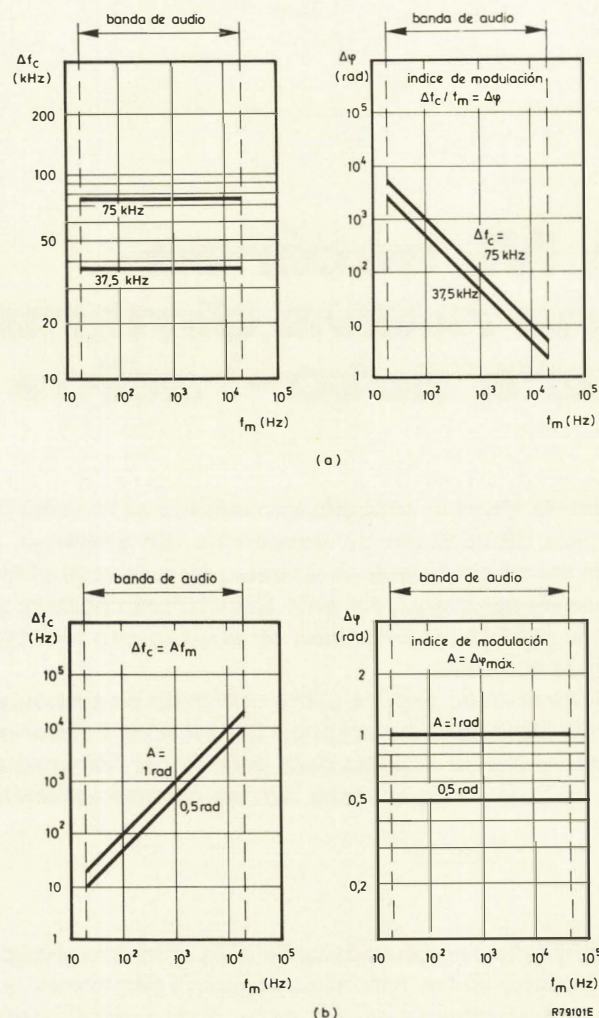 banda de audio
Δf_c
(kHz)
200
100
50
20
10
75 kHz
37,5 kHz
10 10² 10³ 10⁴ 10⁵
f_m (Hz)
banda de audio
Δφ
(rad)
indice de modulación
Δf_c / f_m = Δφ
10⁵
10⁴
10³
10²
10
1
Δf_c =
75 kHz
37,5 kHz
10 10² 10³ 10⁴ 10⁵
f_m (Hz)
(a)
banda de audio
Δf_c
(Hz)
Δf_c = Af_m
10⁵
10⁴
10³
10²
10
1
A =
1 rad
0,5 rad
10 10² 10³ 10⁴ 10⁵
f_m (Hz)
banda de audio
Δφ
(rad)
indice de modulación
A = Δφ_máx.
2
1
0,5
0,2
A = 1 rad
0,5 rad
10 10² 10³ 10⁴ 10⁵
f_m (Hz)
(b)
R79101E